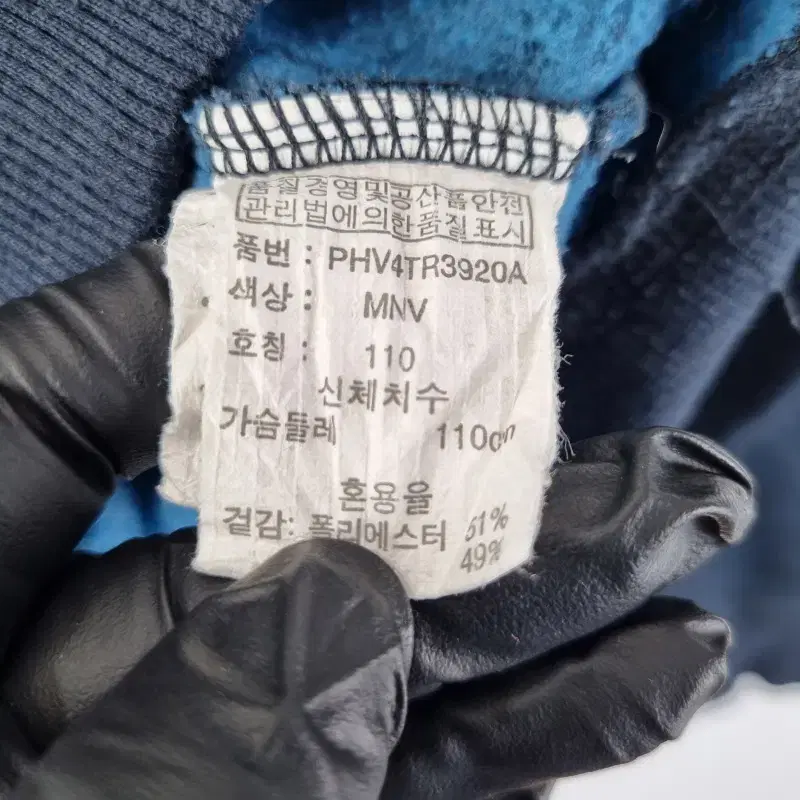 품질경영및공산품안전
관리법에의한품질표시
품번 : PHV4TR3920A
색상 : MNV
호칭 : 110
신체치수
가슴둘레 110cm
혼용율
겉감: 폴리에스터 51%
49%